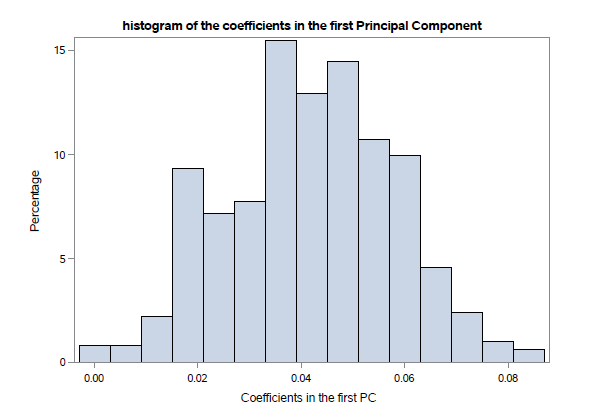 histogram of the coefficients in the first Principal Component
15
10
5
0
Percentage
0.00 0.02 0.04 0.06 0.08
Coefficients in the first PC